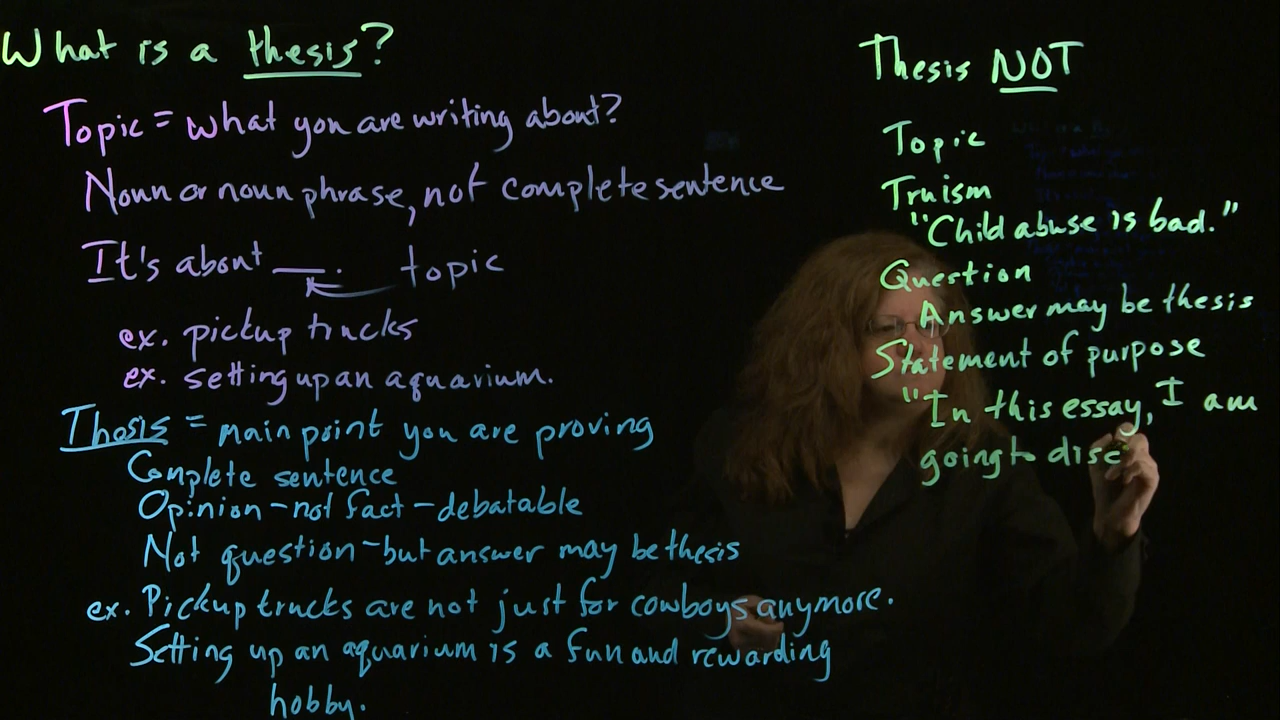 What is a thesis?
Topic = what you are writing about?
Noun or noun phrase, not complete sentence
It's about ___. topic
ex. pickup trucks
ex. setting up an aquarium.
Thesis = main point you are proving
Complete sentence
Opinion - not fact - debatable
Not question - but answer may be thesis
ex. Pickup trucks are not just for cowboys anymore.
Setting up an aquarium is a fun and rewarding
hobby.
Thesis NOT
Topic
Truism
"Child abuse is bad."
Question
Answer may be thesis
Statement of purpose
"In this essay, I am
going to disc